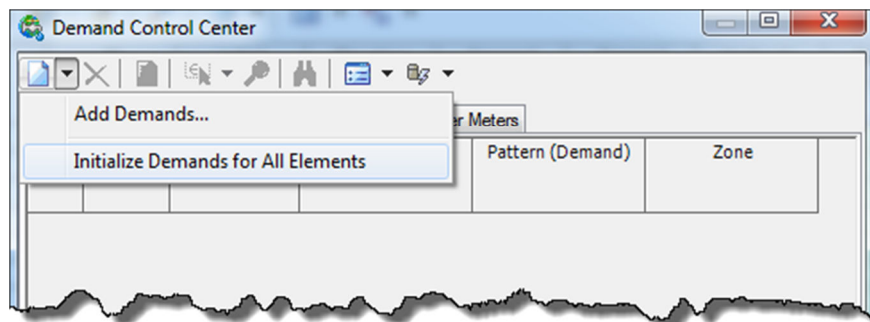 Demand Control Center
Add Demands...
er Meters
Initialize Demands for All Elements
Pattern (Demand)
Zone